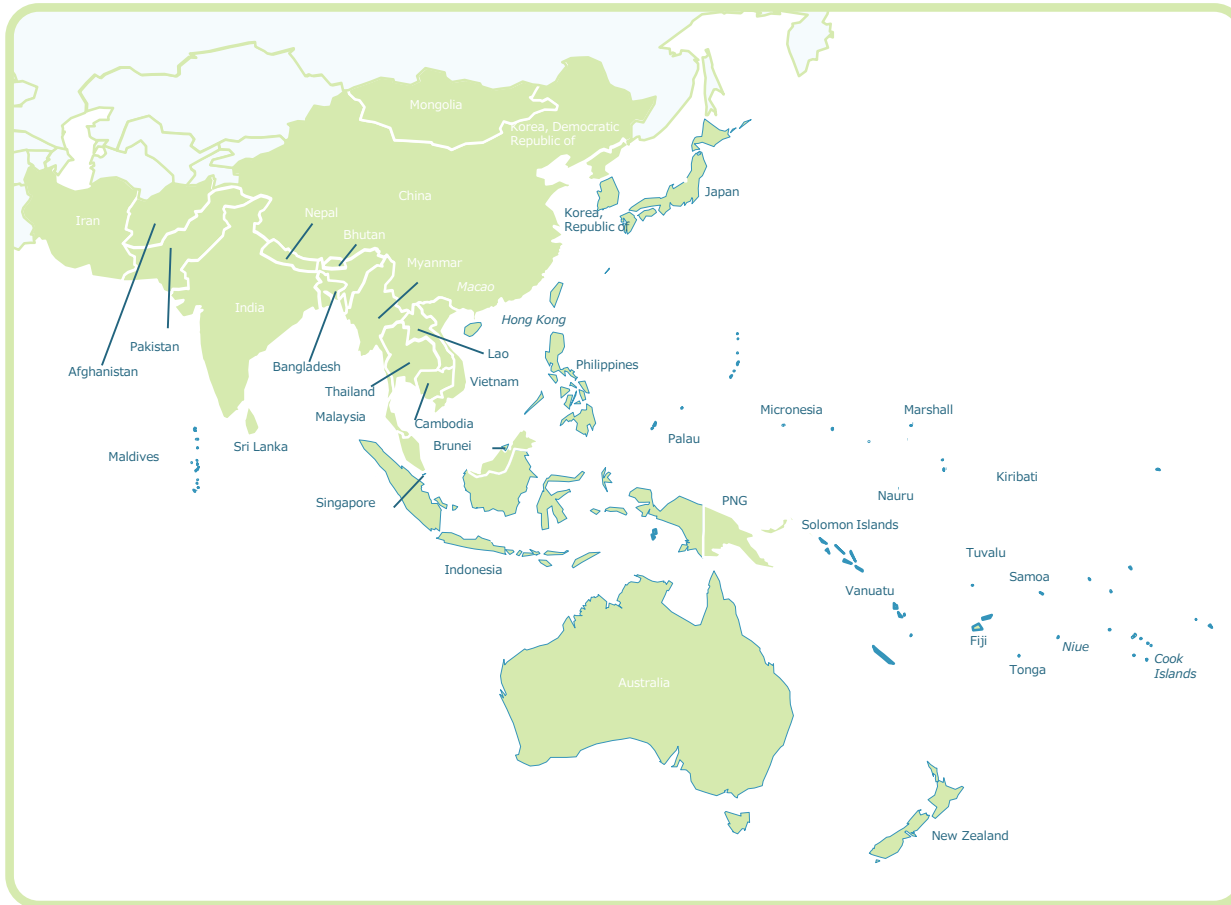 Mongolia
Korea, Democratic
Republic of
China
Japan
Iran
Nepal
Korea,
Republic of
Bhutan
Myanmar
Macao
India
Hong Kong
Pakistan
Lao
Afghanistan
Bangladesh
Philippines
Thailand
Vietnam
Malaysia
Cambodia
Micronesia
Marshall
Sri Lanka
Brunei
Palau
Maldives
Kiribati
Singapore
PNG
Nauru
Solomon Islands
Tuvalu
Indonesia
Samoa
Vanuatu
Fiji
Niue
Tonga
Cook
Islands
Australia
New Zealand